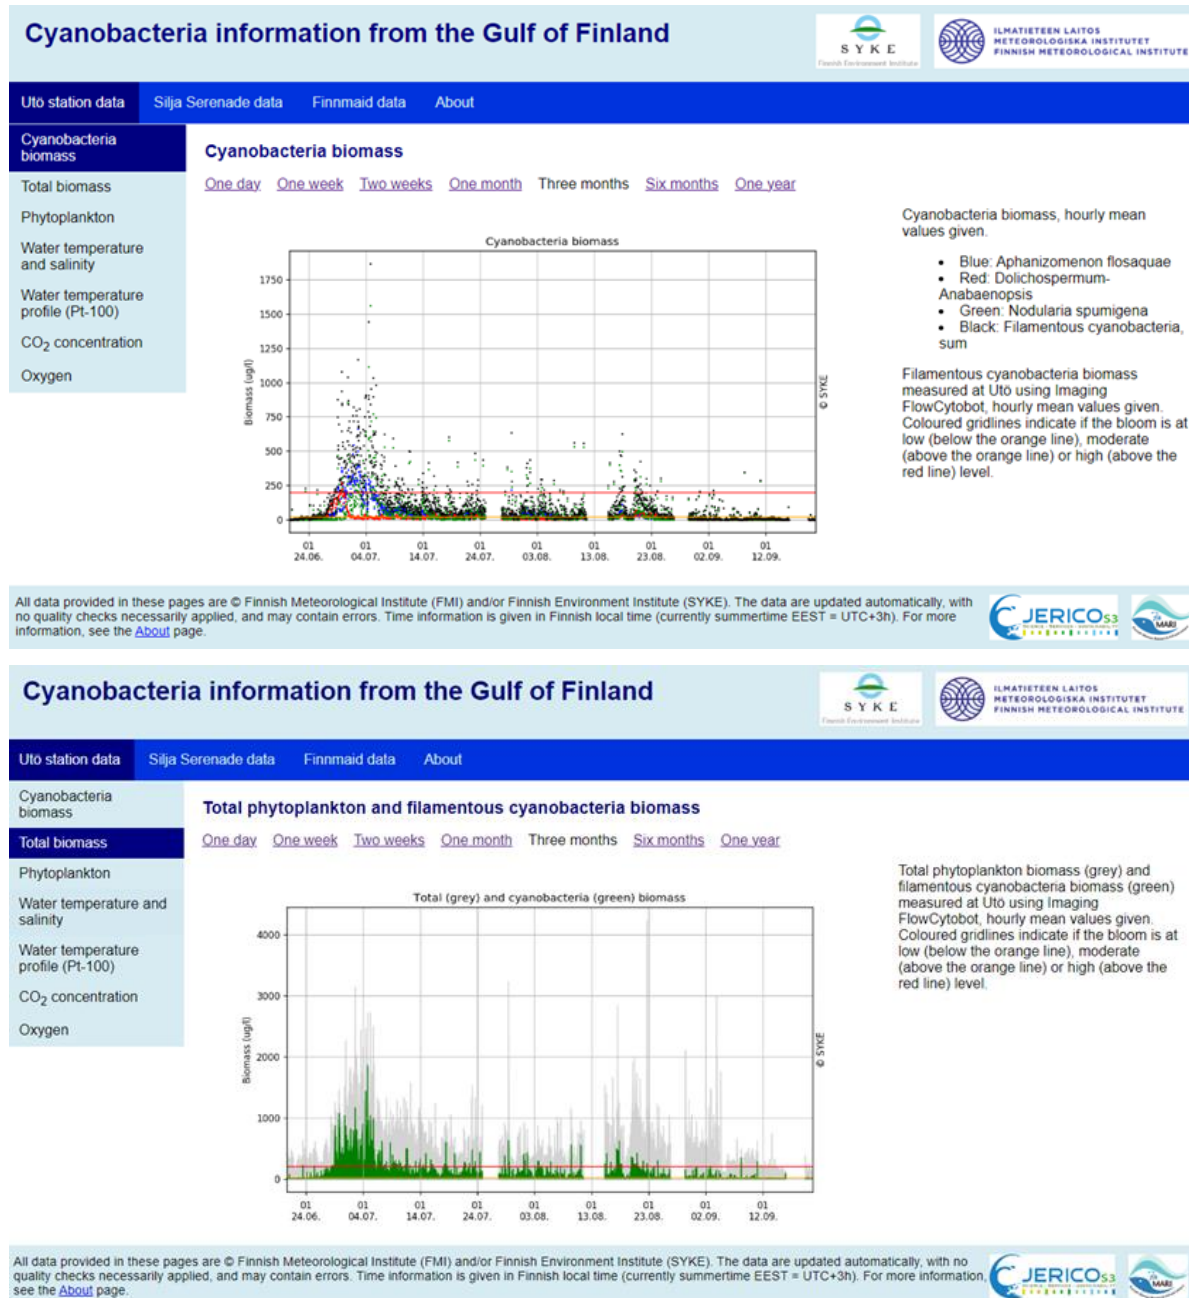 Cyanobacteria information from the Gulf of Finland
SYKE
Finnish Environment Institute
ILMATIETEEN LAITOS
METEOROLOGISKA INSTITUTET
FINNISH METEOROLOGICAL INSTITUTE
Utö station data Silja Serenade data Finnmaid data About
Cyanobacteria
biomass
Total biomass
Phytoplankton
Water temperature
and salinity
Water temperature
profile (Pt-100)
CO2 concentration
Oxygen
Cyanobacteria biomass
One day One week Two weeks One month Three months Six months One year
Cyanobacteria biomass
Biomass (ug/l)
1750
1500
1250
1000
750
500
250
0
01 01 01 01 01 01 01 01 01
24.06. 04.07. 14.07. 24.07. 03.08. 13.08. 23.08. 02.09. 12.09.
© SYKE
Cyanobacteria biomass, hourly mean
values given.
• Blue: Aphanizomenon flosaquae
• Red: Dolichospermum-
Anabaenopsis
• Green: Nodularia spumigena
• Black: Filamentous cyanobacteria,
sum
Filamentous cyanobacteria biomass
measured at Utö using Imaging
FlowCytobot, hourly mean values given.
Coloured gridlines indicate if the bloom is at
low (below the orange line), moderate
(above the orange line) or high (above the
red line) level.
All data provided in these pages are © Finnish Meteorological Institute (FMI) and/or Finnish Environment Institute (SYKE). The data are updated automatically, with
no quality checks necessarily applied, and may contain errors. Time information is given in Finnish local time (currently summertime EEST = UTC+3h). For more
information, see the About page.
JERICO S3
MARI
Cyanobacteria information from the Gulf of Finland
SYKE
Finnish Environment Institute
ILMATIETEEN LAITOS
METEOROLOGISKA INSTITUTET
FINNISH METEOROLOGICAL INSTITUTE
Utö station data Silja Serenade data Finnmaid data About
Cyanobacteria
biomass
Total biomass
Phytoplankton
Water temperature and
salinity
Water temperature
profile (Pt-100)
CO2 concentration
Oxygen
Total phytoplankton and filamentous cyanobacteria biomass
One day One week Two weeks One month Three months Six months One year
Total (grey) and cyanobacteria (green) biomass
Biomass (ug/l)
4000
3000
2000
1000
0
01 01 01 01 01 01 01 01 01
24.06. 04.07. 14.07. 24.07. 03.08. 13.08. 23.08. 02.09. 12.09.
© SYKE
Total phytoplankton biomass (grey) and
filamentous cyanobacteria biomass (green)
measured at Utö using Imaging
FlowCytobot, hourly mean values given.
Coloured gridlines indicate if the bloom is at
low (below the orange line), moderate
(above the orange line) or high (above the
red line) level.
All data provided in these pages are © Finnish Meteorological Institute (FMI) and/or Finnish Environment Institute (SYKE). The data are updated automatically, with no
quality checks necessarily applied, and may contain errors. Time information is given in Finnish local time (currently summertime EEST = UTC+3h). For more information,
see the About page.
JERICO S3
MARI